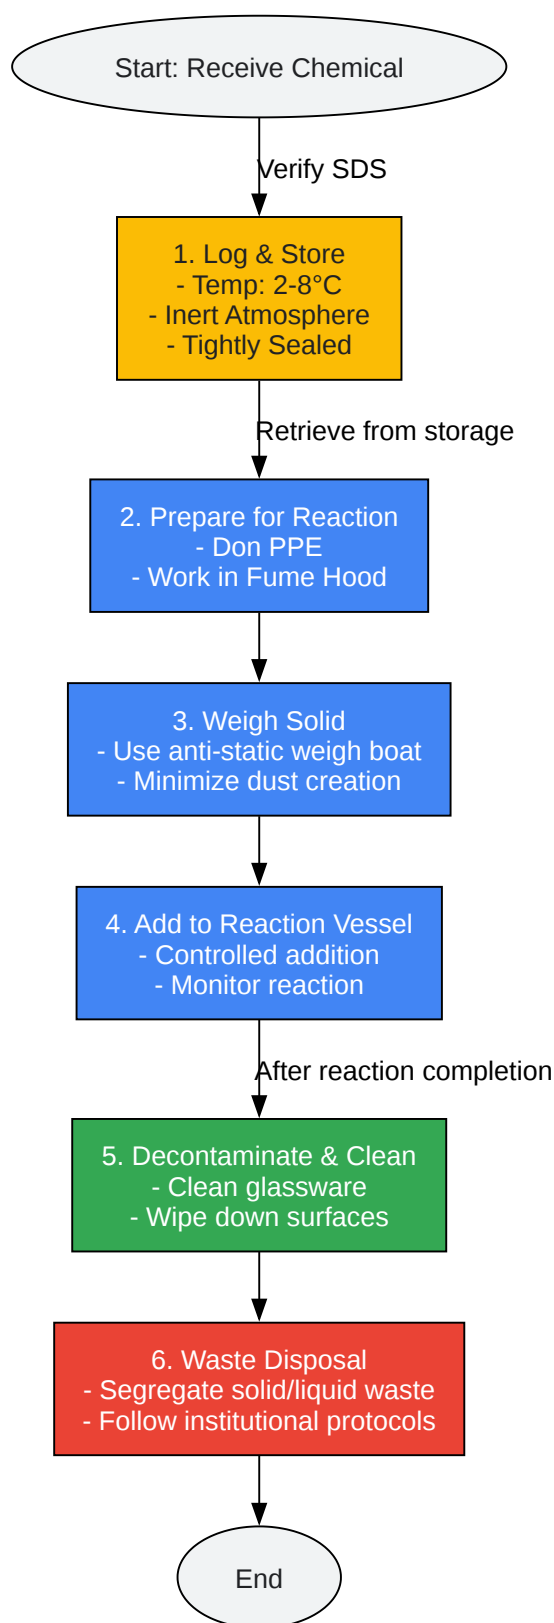 Start: Receive Chemical
Verify SDS
1. Log & Store
- Temp: 2-8°C
- Inert Atmosphere
- Tightly Sealed
Retrieve from storage
2. Prepare for Reaction
- Don PPE
- Work in Fume Hood
3. Weigh Solid
- Use anti-static weigh boat
- Minimize dust creation
4. Add to Reaction Vessel
- Controlled addition
- Monitor reaction
After reaction completion
5. Decontaminate & Clean
- Clean glassware
- Wipe down surfaces
6. Waste Disposal
- Segregate solid/liquid waste
- Follow institutional protocols
End